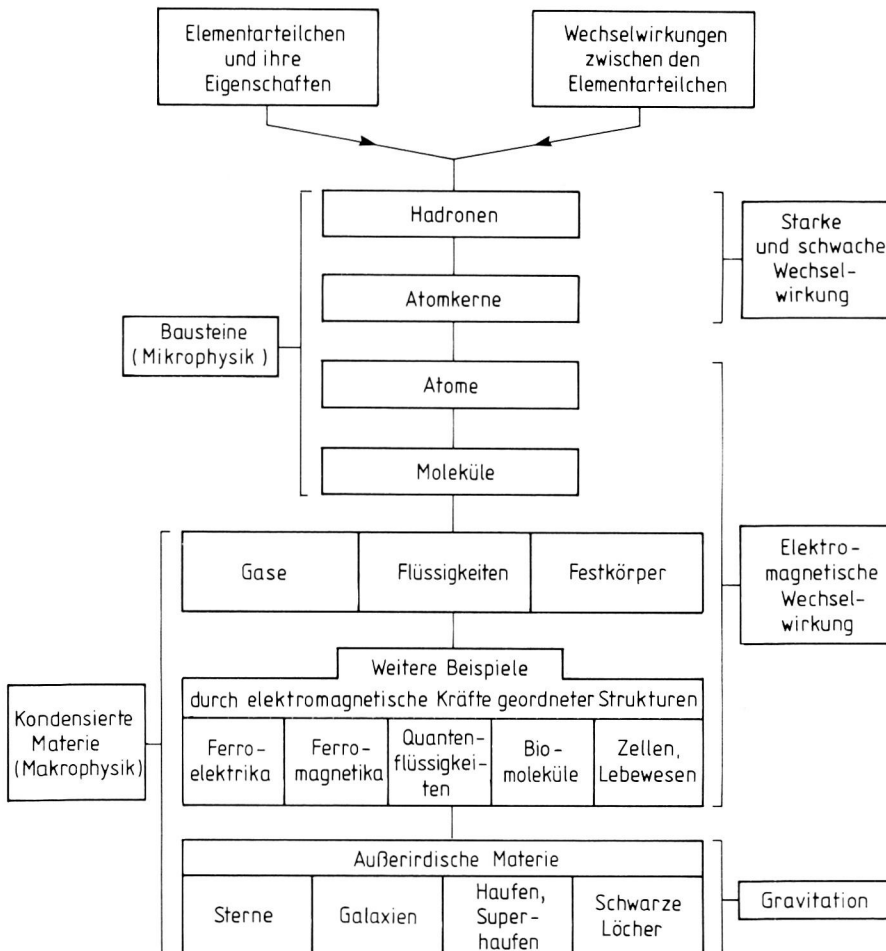 Elementarteilchen
und ihre
Eigenschaften
Wechselwirkungen
zwischen den
Elementarteilchen
Hadronen
Starke
und schwache
Wechsel-
wirkung
Atomkerne
Bausteine
(Mikrophysik)
Atome
Moleküle
Gase
Flüssigkeiten
Festkörper
Elektro-
magnetische
Wechsel-
wirkung
Weitere Beispiele
durch elektromagnetische Kräfte geordneter Strukturen
Kondensierte
Materie
(Makrophysik)
Ferro-
elektrika
Ferro-
magnetika
Quanten-
flüssigkei-
ten
Bio-
moleküle
Zellen,
Lebewesen
Außerirdische Materie
Sterne
Galaxien
Haufen,
Super-
haufen
Schwarze
Löcher
Gravitation